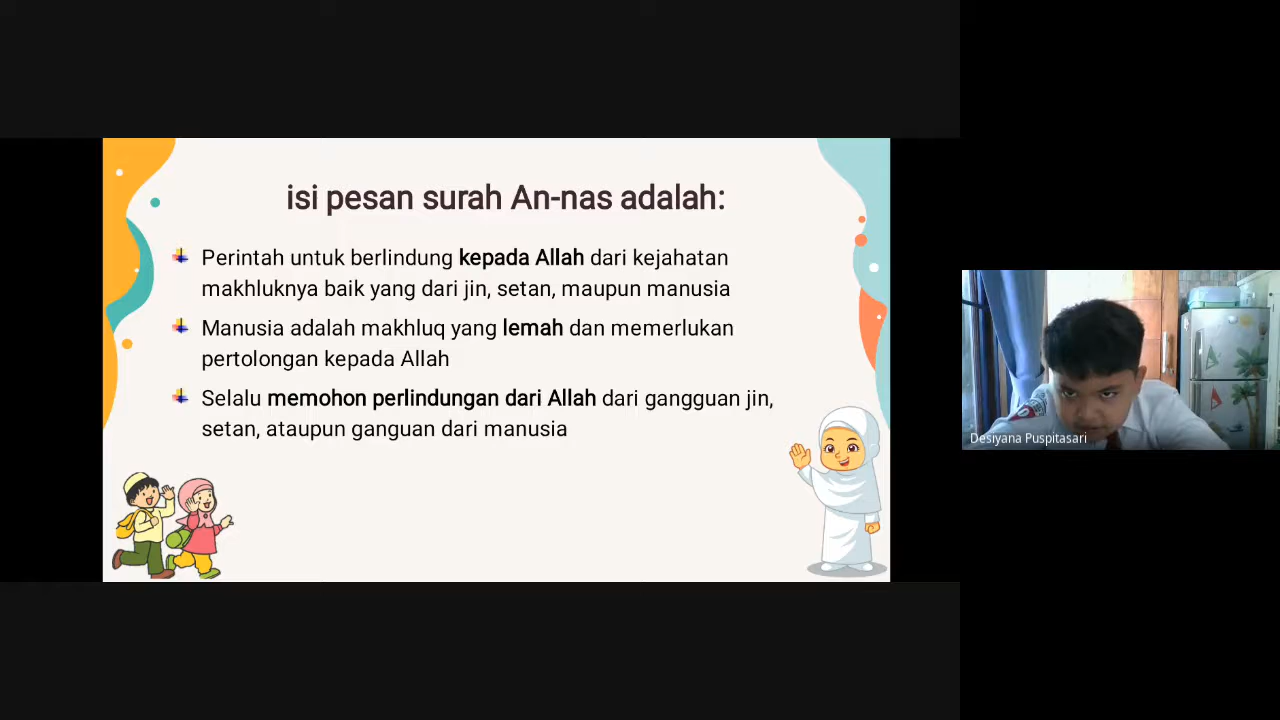 isi pesan surah An-nas adalah:
Perintah untuk berlindung kepada Allah dari kejahatan
makhluknya baik yang dari jin, setan, maupun manusia
Manusia adalah makhluq yang lemah dan memerlukan
pertolongan kepada Allah
Selalu memohon perlindungan dari Allah dari gangguan jin,
setan, ataupun ganguan dari manusia
Desiyana Puspitasari